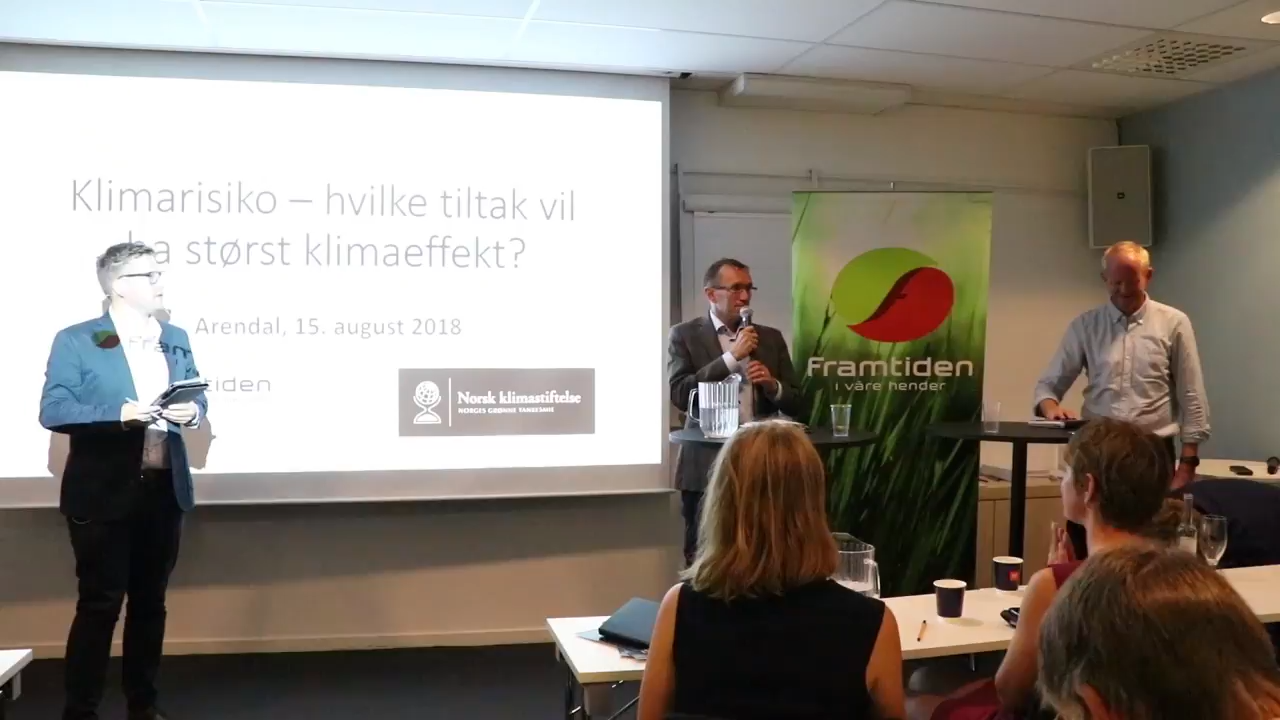 Klimarisiko – hvilke tiltak vil
ha størst klimaeffekt?
Arendal, 15. august 2018
Norsk klimastiftelse
NORGES GRØNNE TANKESMIE
Framtiden
i våre hender